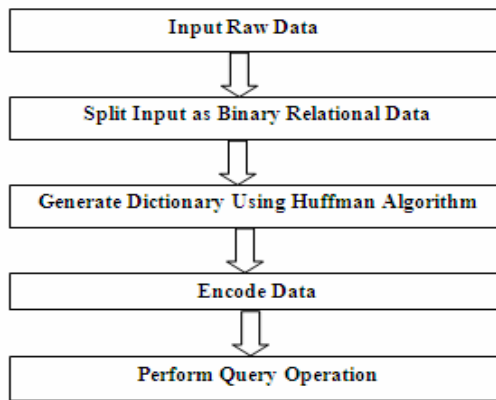 Input Raw Data
Split Input as Binary Relational Data
Generate Dictionary Using Huffman Algorithm
Encode Data
Perform Query Operation